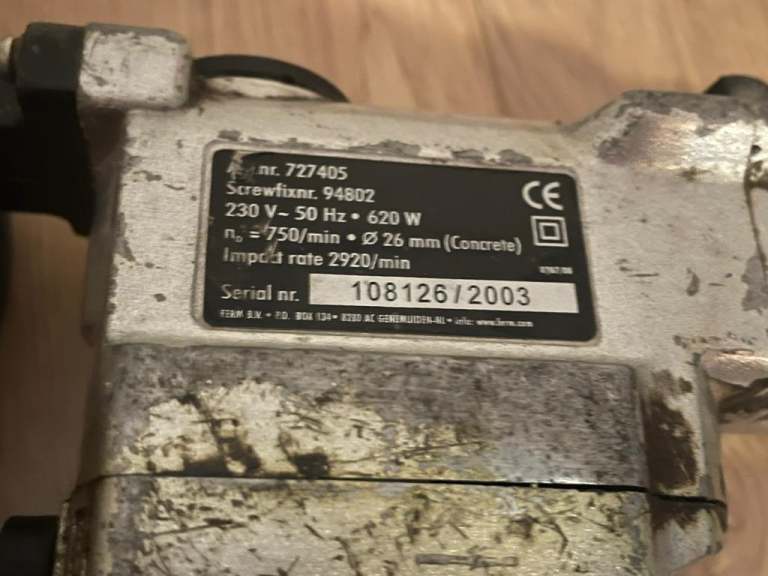 nr. 727405
Screwfixnr. 94802
230 V~ 50 Hz • 620 W
n₀ = 750/min • Ø 26 mm (Concrete)
Impact rate 2920/min
CE
Serial nr. 108126/2003
FERM B.V. • P.O. BOX 134 • 8280 AC GENEMUIDEN-NL • info: www.ferm.com